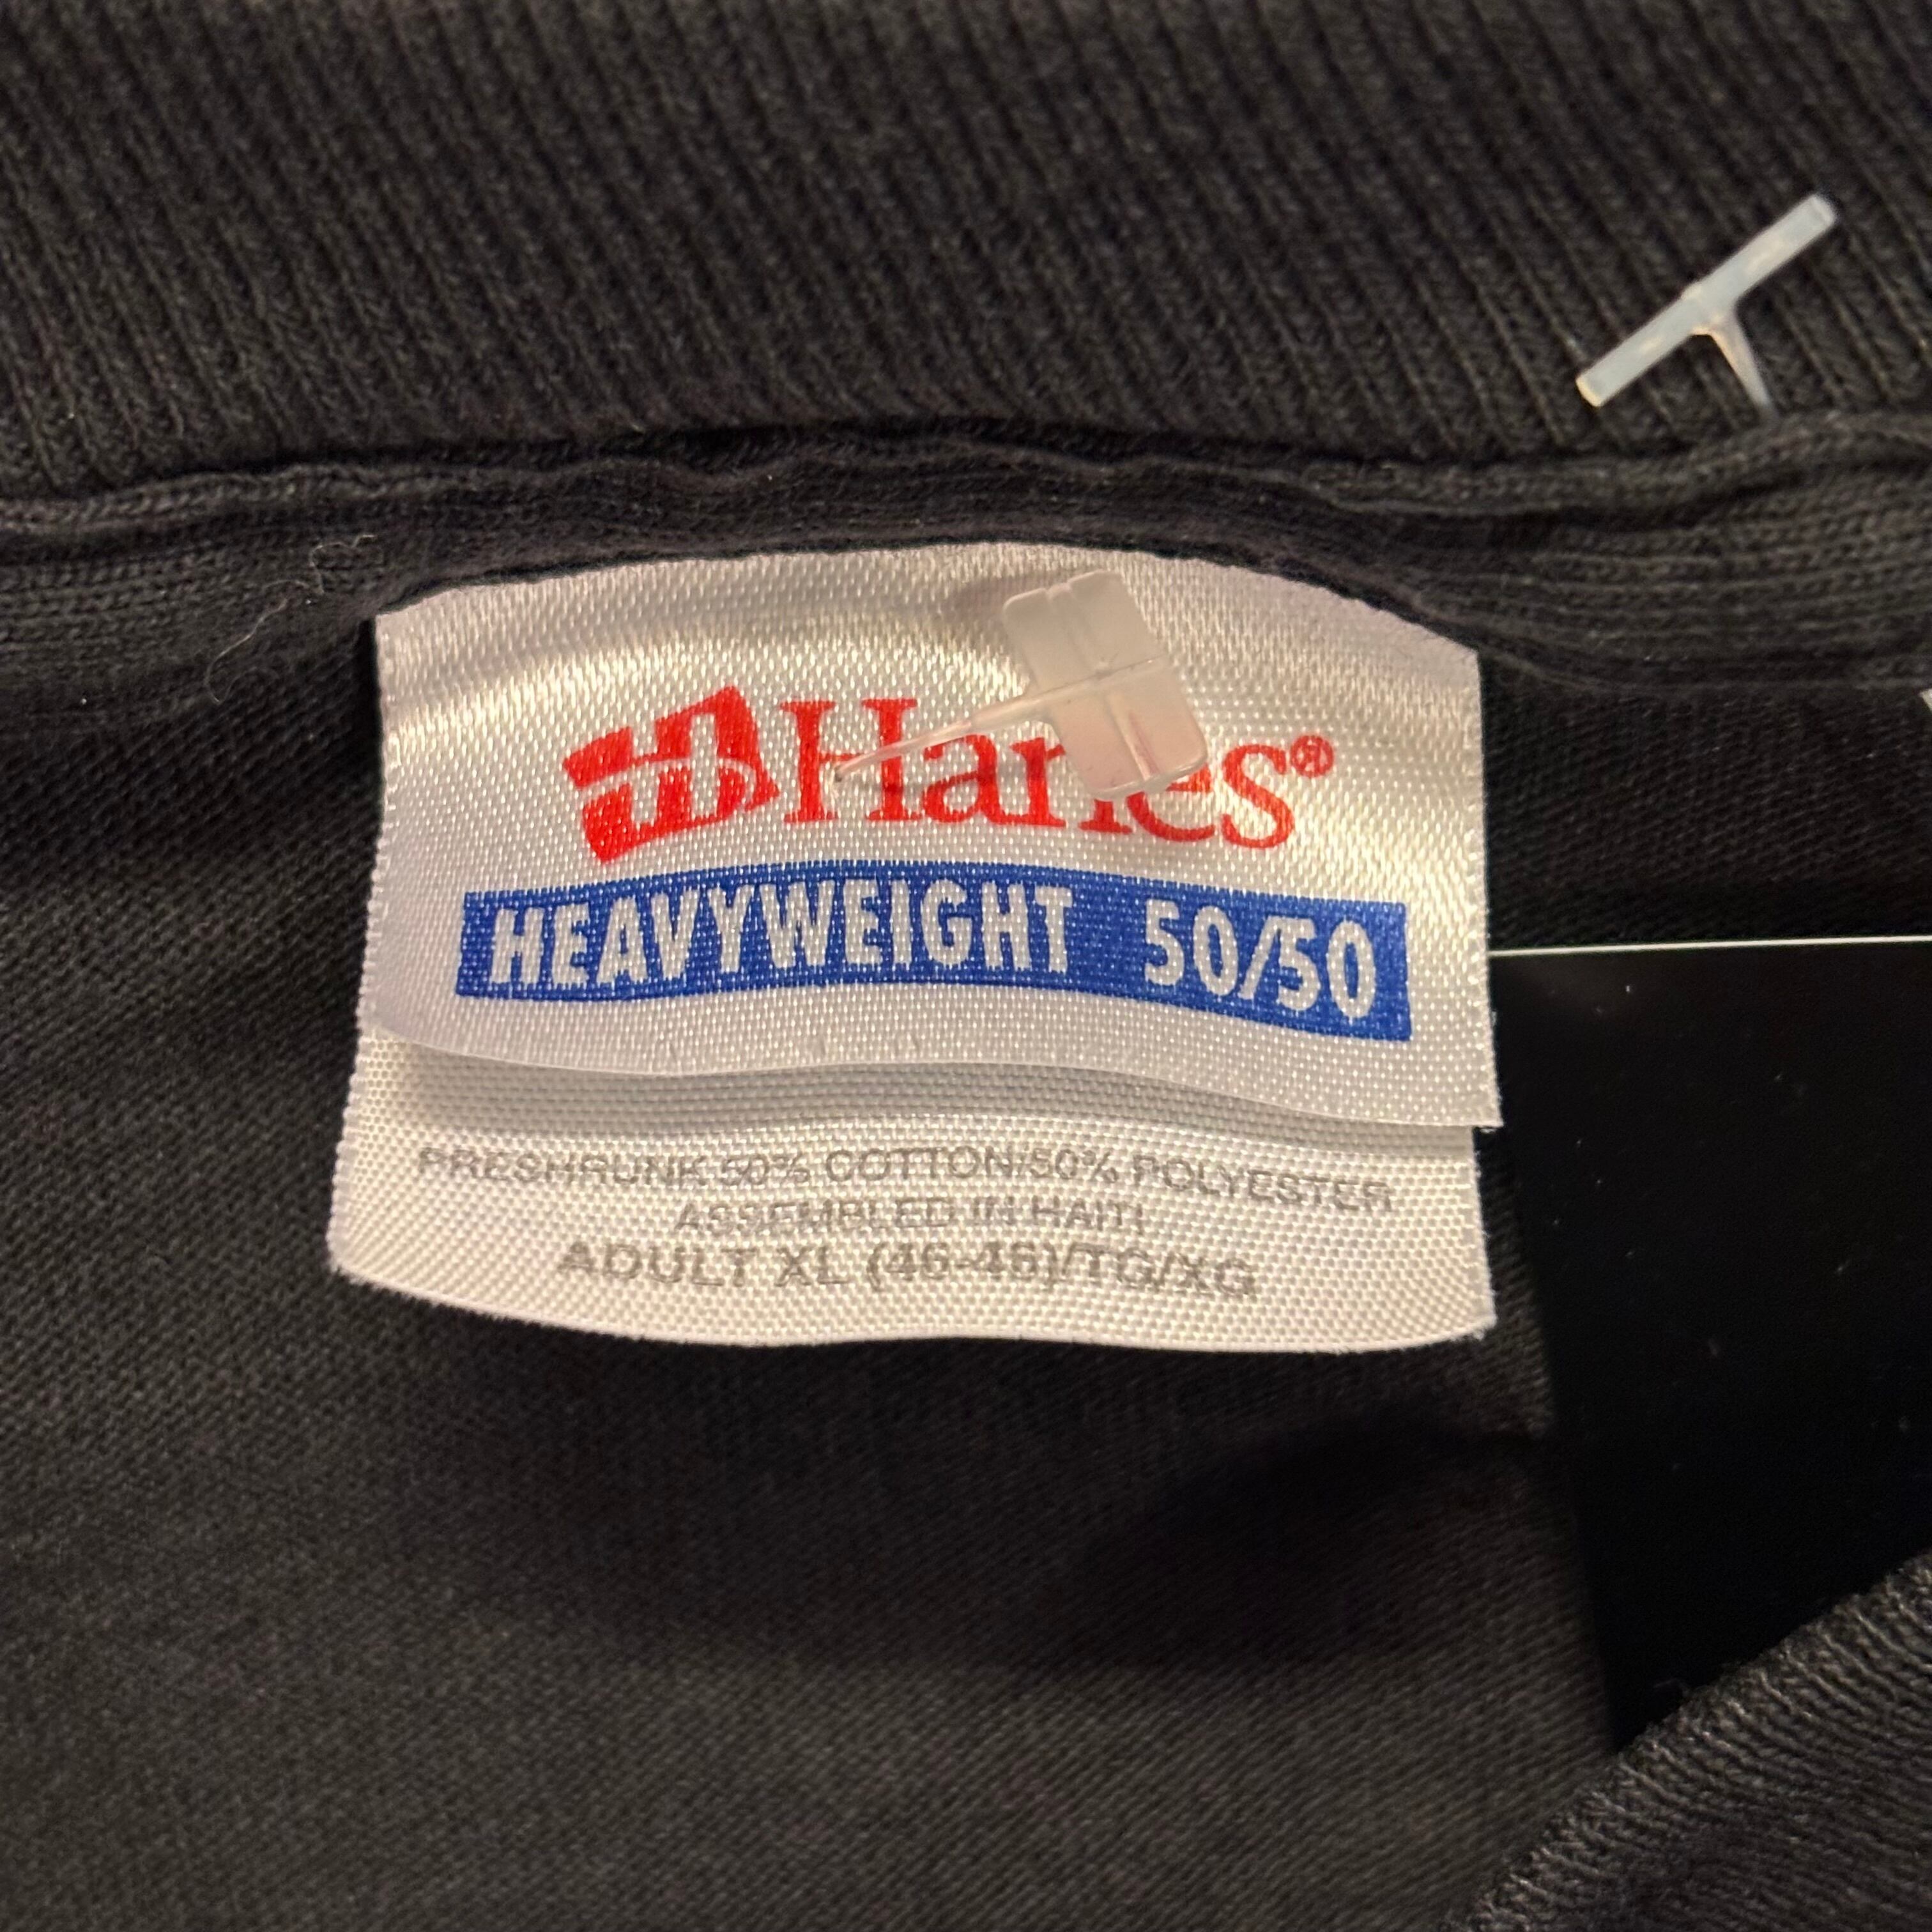 Hanes®
HEAVYWEIGHT 50/50
PRESHRUNK 50% COTTON/50% POLYESTER
ASSEMBLED IN HAITI
ADULT XL (46-48)/TG/XG